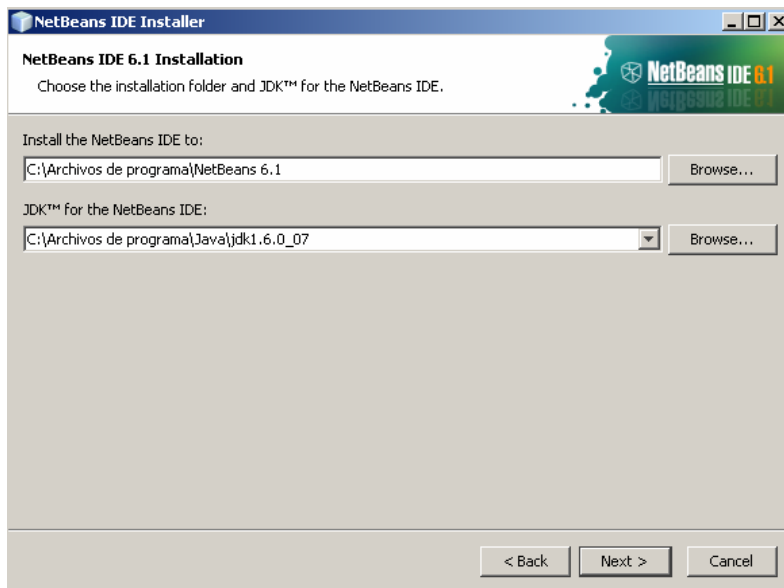 NetBeans IDE Installer
NetBeans IDE 6.1 Installation
Choose the installation folder and JDK™ for the NetBeans IDE.
NetBeans IDE 6.1
Install the NetBeans IDE to:
C:\Archivos de programa\NetBeans 6.1
Browse...
JDK™ for the NetBeans IDE:
C:\Archivos de programa\Java\jdk1.6.0_07
Browse...
< Back
Next >
Cancel